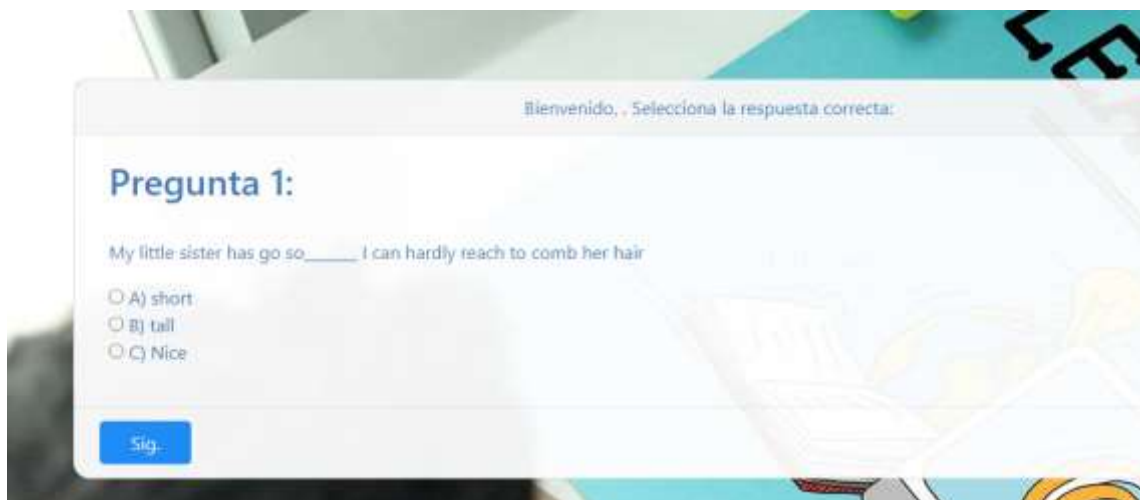 LE
Bienvenido, . Selecciona la respuesta correcta:
Pregunta 1:
My little sister has go so______ I can hardly reach to comb her hair
A) short
B) tall
C) Nice
Sig.